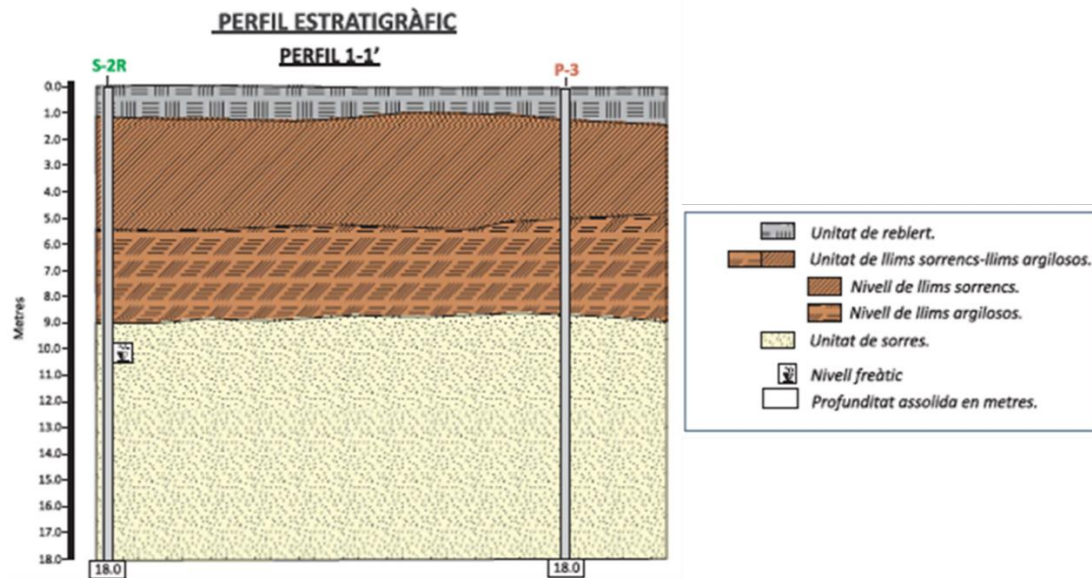 PERFIL ESTRATIGRÀFIC
PERFIL 1-1'
S-2R
P-3
0.0
1.0
2.0
3.0
4.0
5.0
6.0
7.0
8.0
9.0
10.0
11.0
12.0
13.0
14.0
15.0
16.0
17.0
18.0
Metres
18.0
18.0
Unitat de reblert.
Unitat de llims sorrencs-llims argilosos.
Nivell de llims sorrencs.
Nivell de llims argilosos.
Unitat de sorres.
Nivell freàtic
Profunditat assolida en metres.